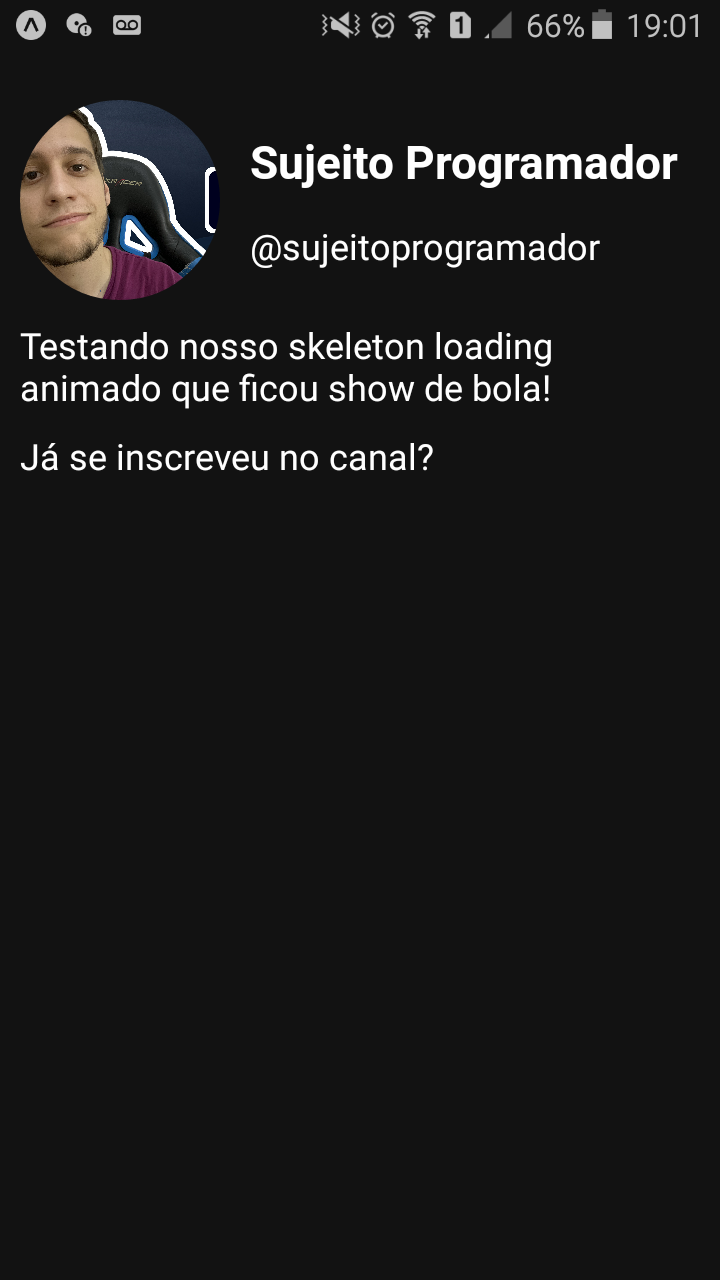 1 66% 19:01
Sujeito Programador
@sujeitoprogramador
Testando nosso skeleton loading
animado que ficou show de bola!
Já se inscreveu no canal?